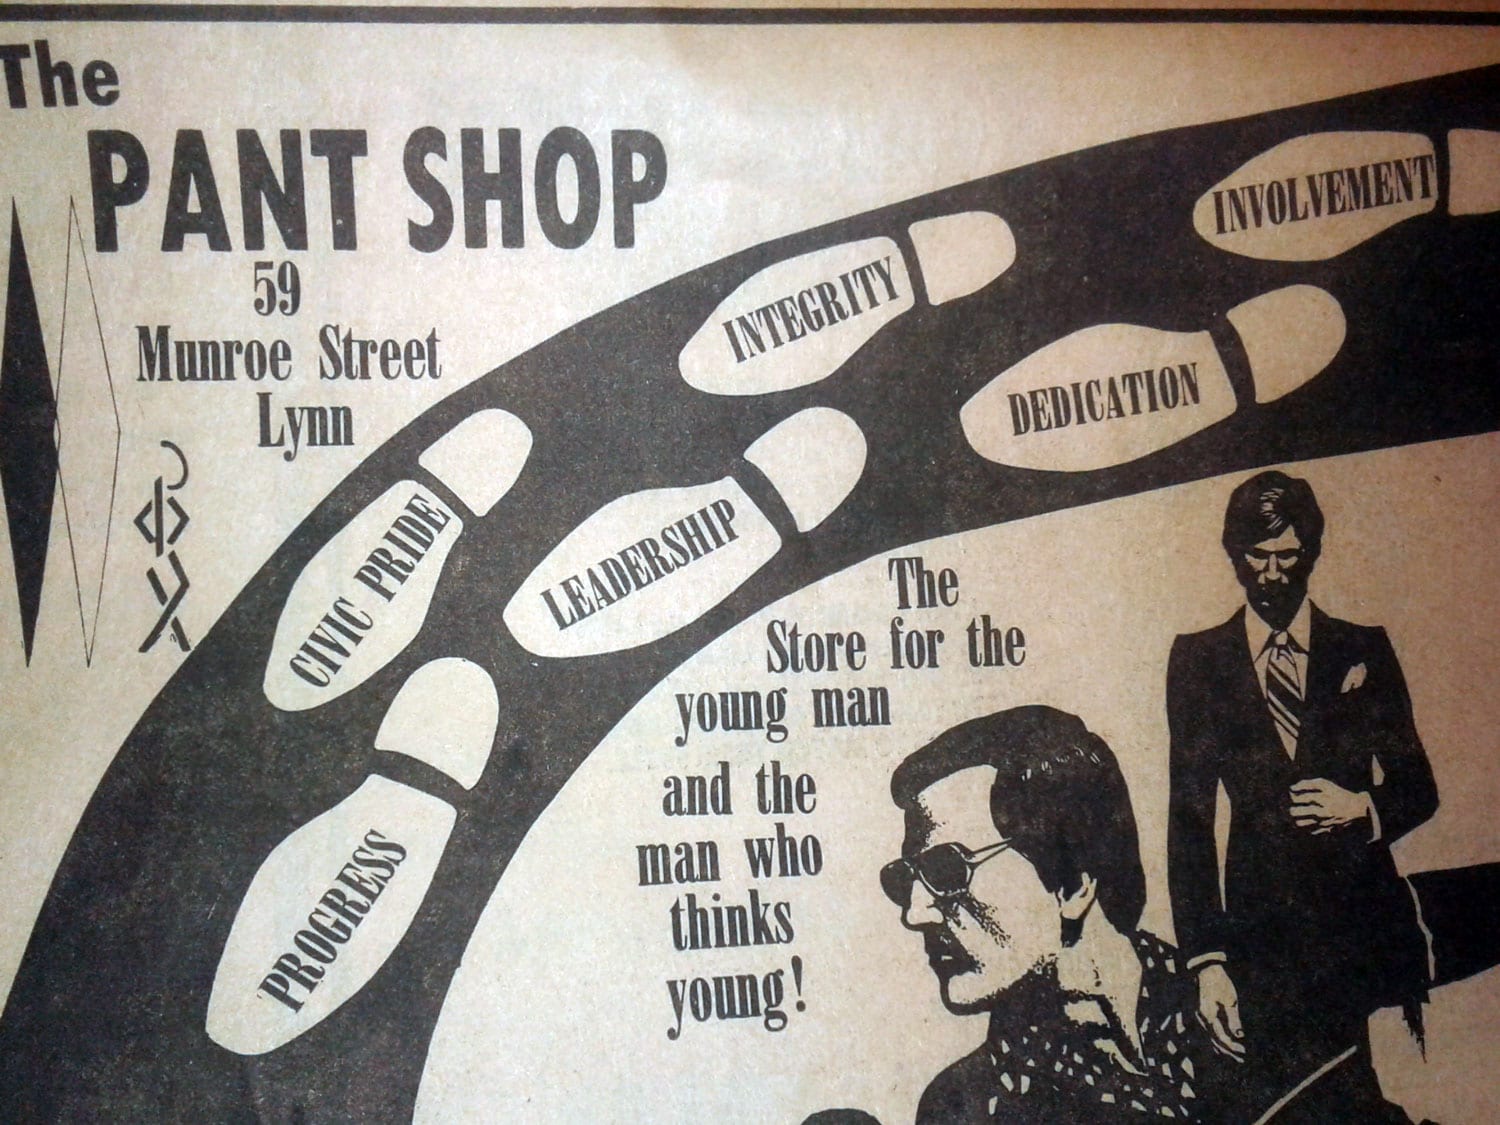 The
PANT SHOP
59
Munroe Street
Lynn
INVOLVEMENT
INTEGRITY
DEDICATION
CIVIC PRIDE
LEADERSHIP
PROGRESS
The
Store for the
young man
and the
man who
thinks
young!